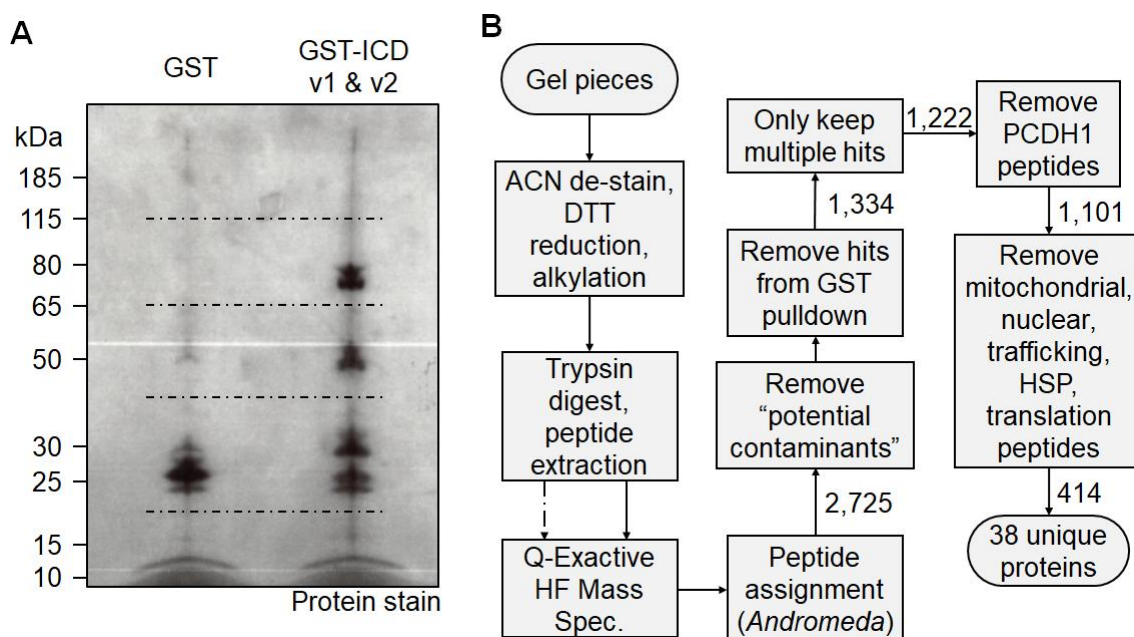 A
GST
GST-ICD
v1 & v2
kDa
185
115
80
65
50
30
25
15
10
Protein stain
B
Gel pieces
ACN de-stain,
DTT
reduction,
alkylation
Trypsin
digest,
peptide
extraction
Q-Exactive
HF Mass
Spec.
Peptide
assignment
(Andromeda)
2,725
Remove
“potential
contaminants”
Remove hits
from GST
pulldown
1,334
Only keep
multiple hits
1,222
Remove
PCDH1
peptides
1,101
Remove
mitochondrial,
nuclear,
trafficking,
HSP,
translation
peptides
414
38 unique
proteins